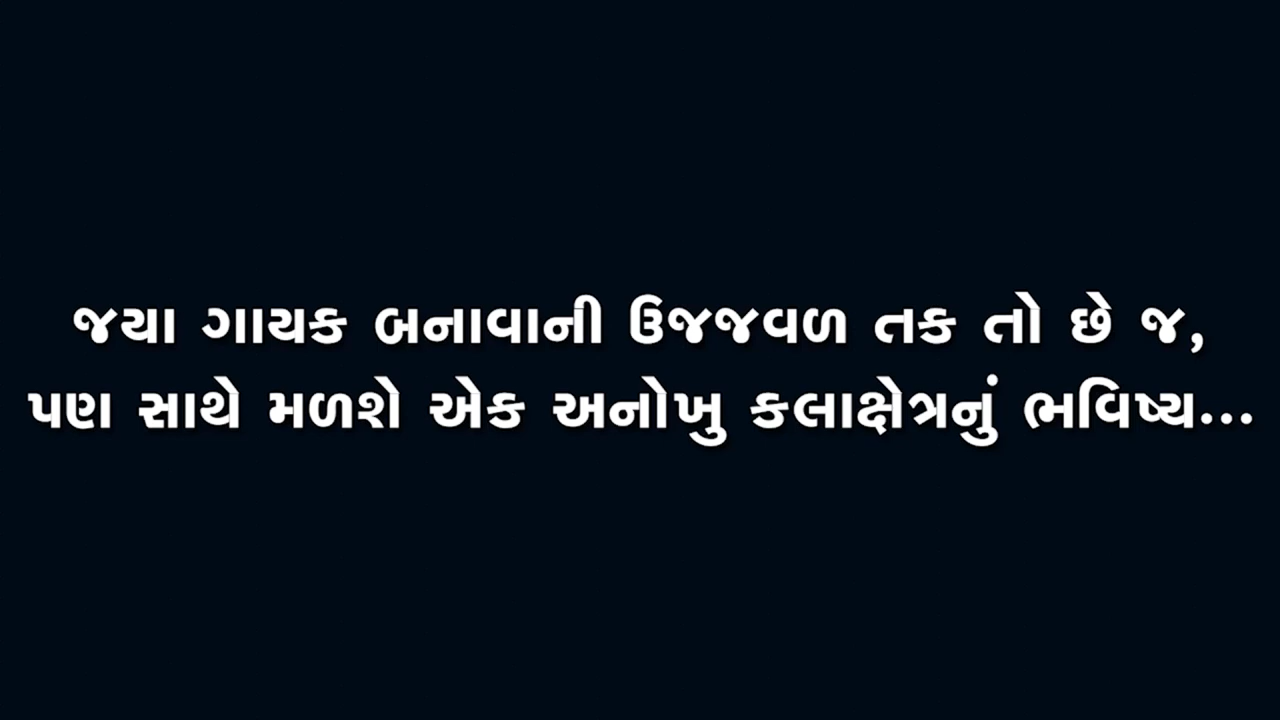 જયા ગાયક બનાવાની ઉજજવળ તક તો છે જ,
પણ સાથે મળશે એક અનોખુ કલાક્ષેત્રનું ભવિષ્ય...